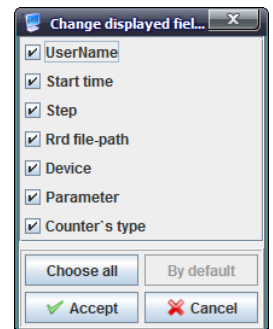 Change displayed fiel... X
UserName
Start time
Step
Rrd file-path
Device
Parameter
Counter`s type
Choose all By default
Accept Cancel